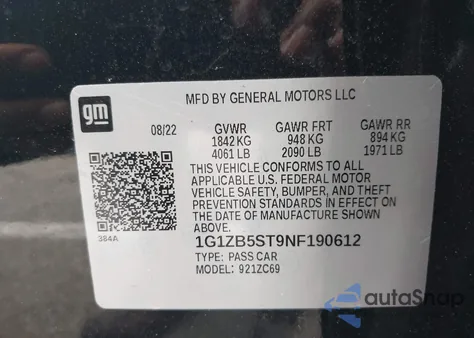 MFD BY GENERAL MOTORS LLC
gm
08/22 GVWR GAWR FRT GAWR RR
1842 KG 948 KG 894 KG
4061 LB 2090 LB 1971 LB
THIS VEHICLE CONFORMS TO ALL
APPLICABLE U.S. FEDERAL MOTOR
VEHICLE SAFETY, BUMPER, AND THEFT
PREVENTION STANDARDS IN EFFECT ON
THE DATE OF MANUFACTURE SHOWN
ABOVE.
384A
1G1ZB5ST9NF190612
TYPE: PASS CAR
MODEL: 921ZC69
autoSnap